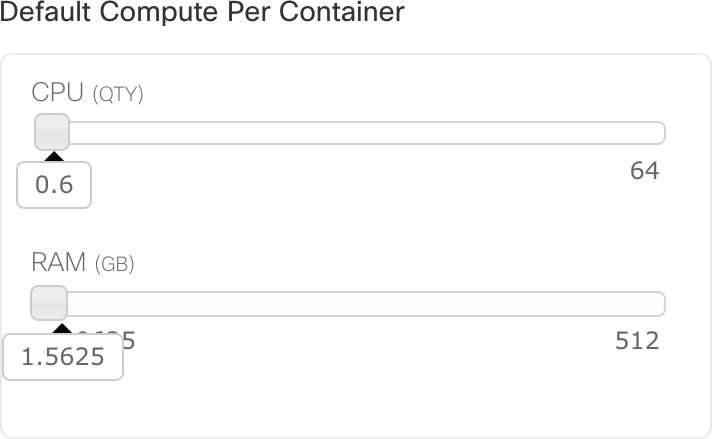 Default Compute Per Container
CPU (QTY)
64
0.6
RAM (GB)
512
1.5625